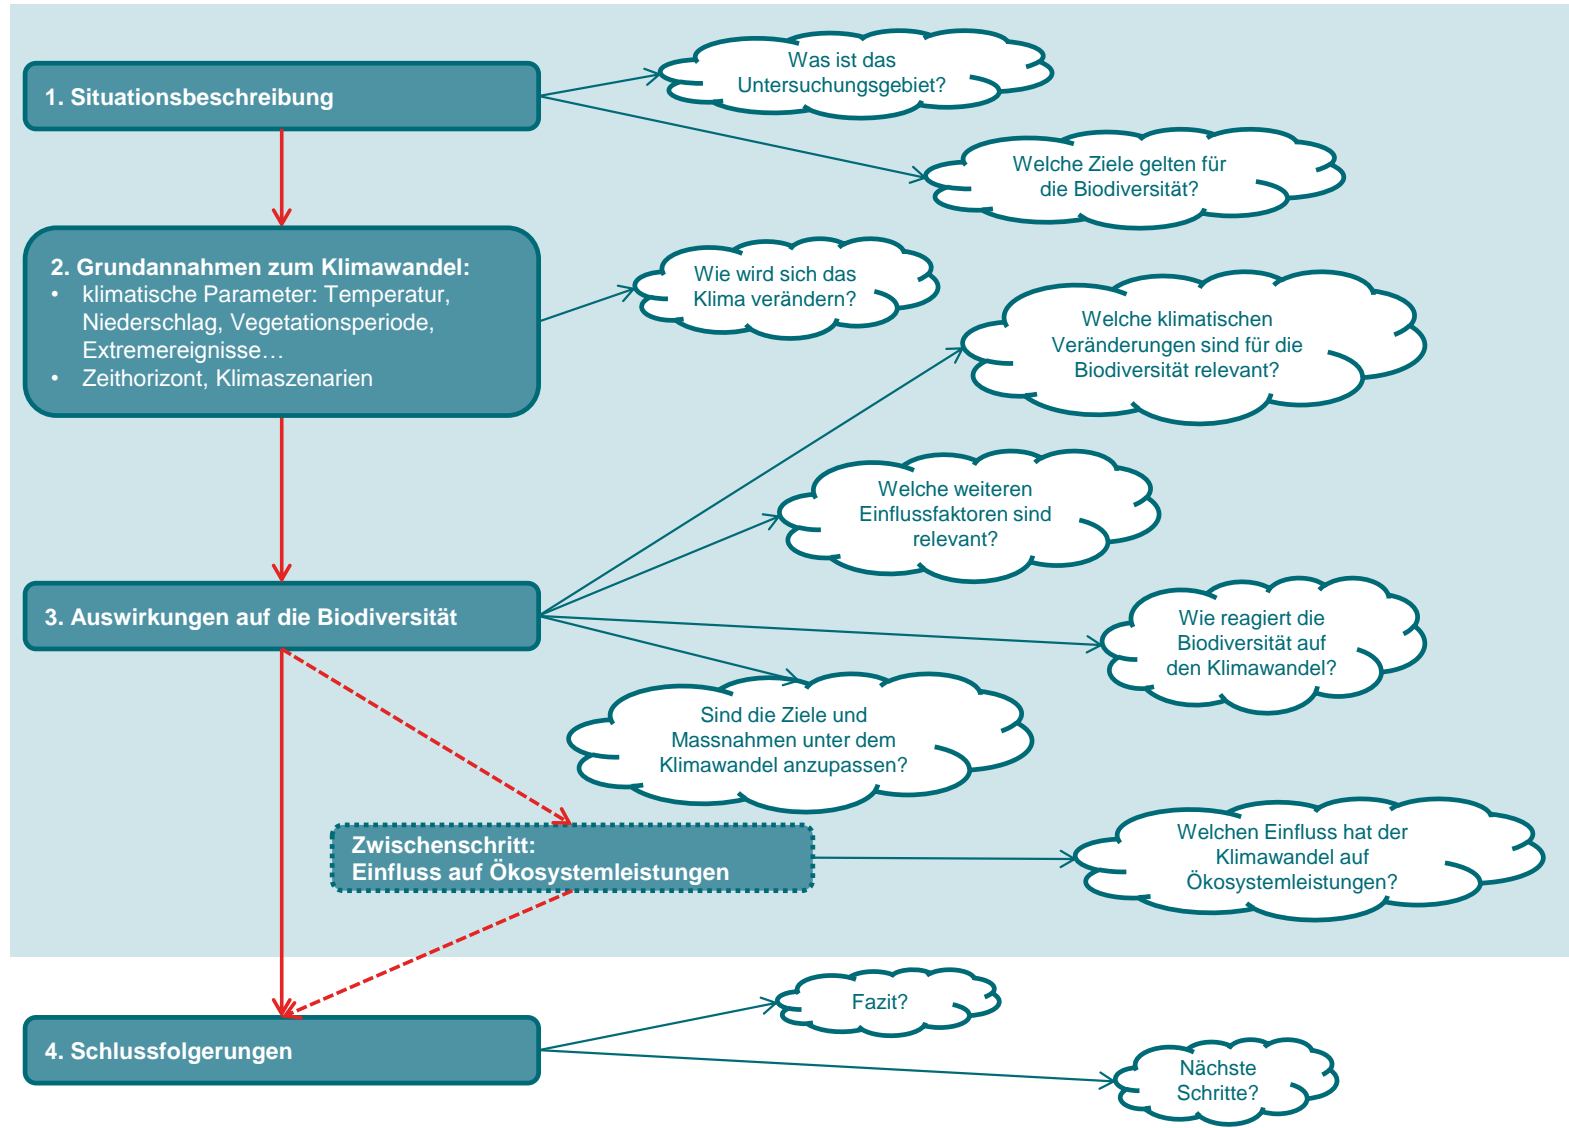 1. Situationsbeschreibung
Was ist das
Untersuchungsgebiet?
Welche Ziele gelten für
die Biodiversität?
2. Grundannahmen zum Klimawandel:
• klimatische Parameter: Temperatur,
Niederschlag, Vegetationsperiode,
Extremereignisse…
• Zeithorizont, Klimaszenarien
Wie wird sich das
Klima verändern?
Welche klimatischen
Veränderungen sind für die
Biodiversität relevant?
Welche weiteren
Einflussfaktoren sind
relevant?
3. Auswirkungen auf die Biodiversität
Wie reagiert die
Biodiversität auf
den Klimawandel?
Sind die Ziele und
Massnahmen unter dem
Klimawandel anzupassen?
Zwischenschritt:
Einfluss auf Ökosystemleistungen
Welchen Einfluss hat der
Klimawandel auf
Ökosystemleistungen?
4. Schlussfolgerungen
Fazit?
Nächste
Schritte?